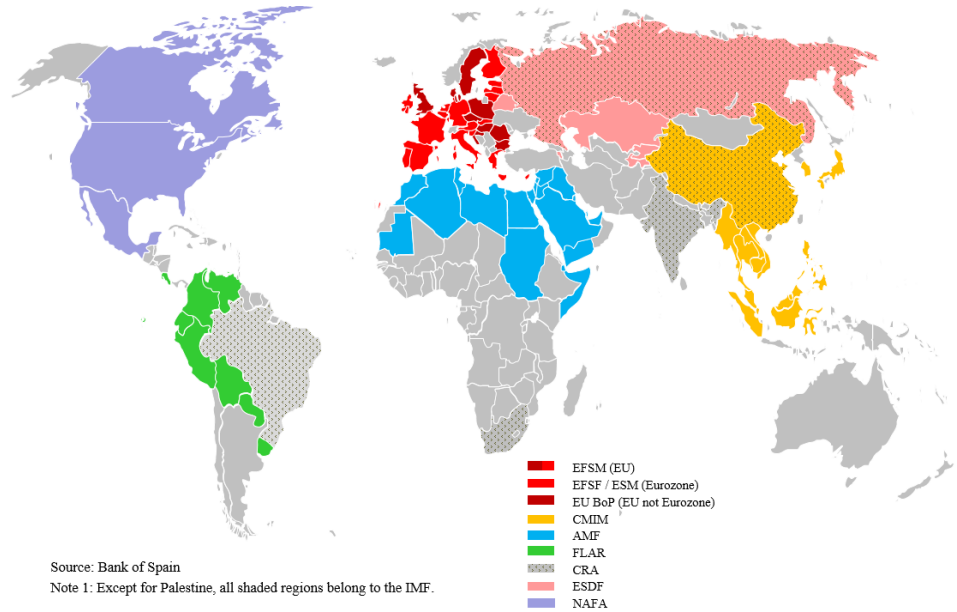 EFSM (EU)
EFSF / ESM (Eurozone)
EU BoP (EU not Eurozone)
CMIM
AMF
FLAR
CRA
ESDF
NAFA
Source: Bank of Spain
Note 1: Except for Palestine, all shaded regions belong to the IMF.